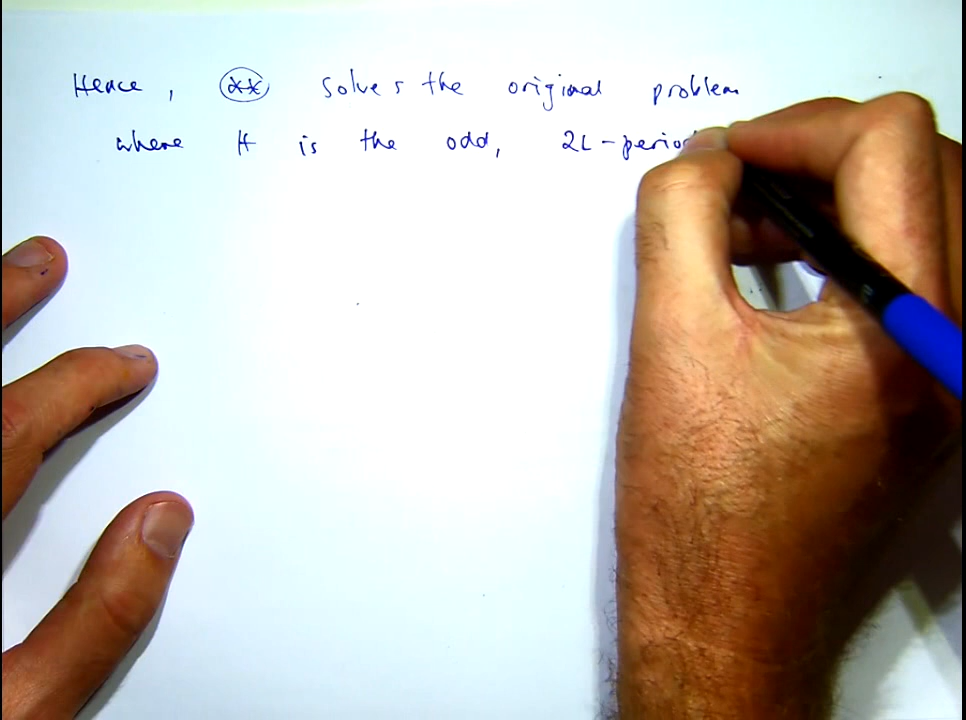 Hence, ** solves the original problem
where H is the odd, 2L-period